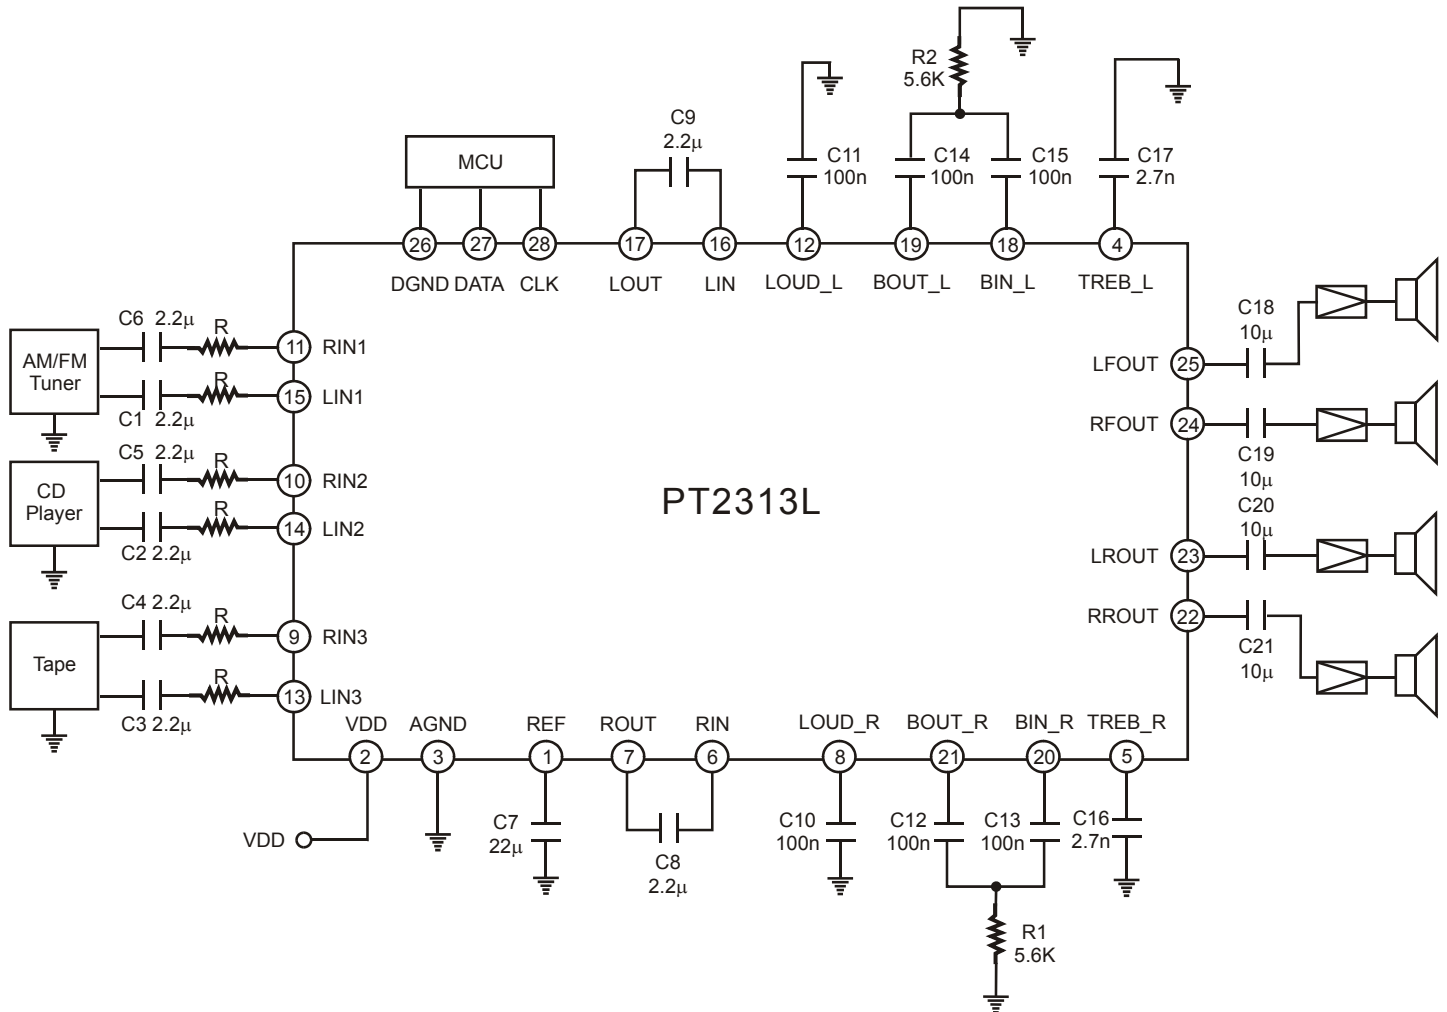 R2
5.6K
C9
2.2μ
MCU
C11
100n
C14
100n
C15
100n
C17
2.7n
26
27
28
17
16
12
19
18
4
DGND
DATA
CLK
LOUT
LIN
LOUD_L
BOUT_L
BIN_L
TREB_L
AM/FM
Tuner
C6 2.2μ
R
11
RIN1
R
15
LIN1
C1 2.2μ
CD
Player
C5 2.2μ
R
10
RIN2
R
14
LIN2
C2 2.2μ
Tape
C4 2.2μ
R
9
RIN3
R
13
LIN3
C3 2.2μ
PT2313L
LFOUT
25
C18
10μ
RFOUT
24
C19
10μ
LROUT
23
C20
10μ
RROUT
22
C21
10μ
VDD
AGND
REF
ROUT
RIN
LOUD_R
BOUT_R
BIN_R
TREB_R
2
3
1
7
6
8
21
20
5
VDD
C7
22μ
C8
2.2μ
C10
100n
C12
100n
C13
100n
C16
2.7n
R1
5.6K